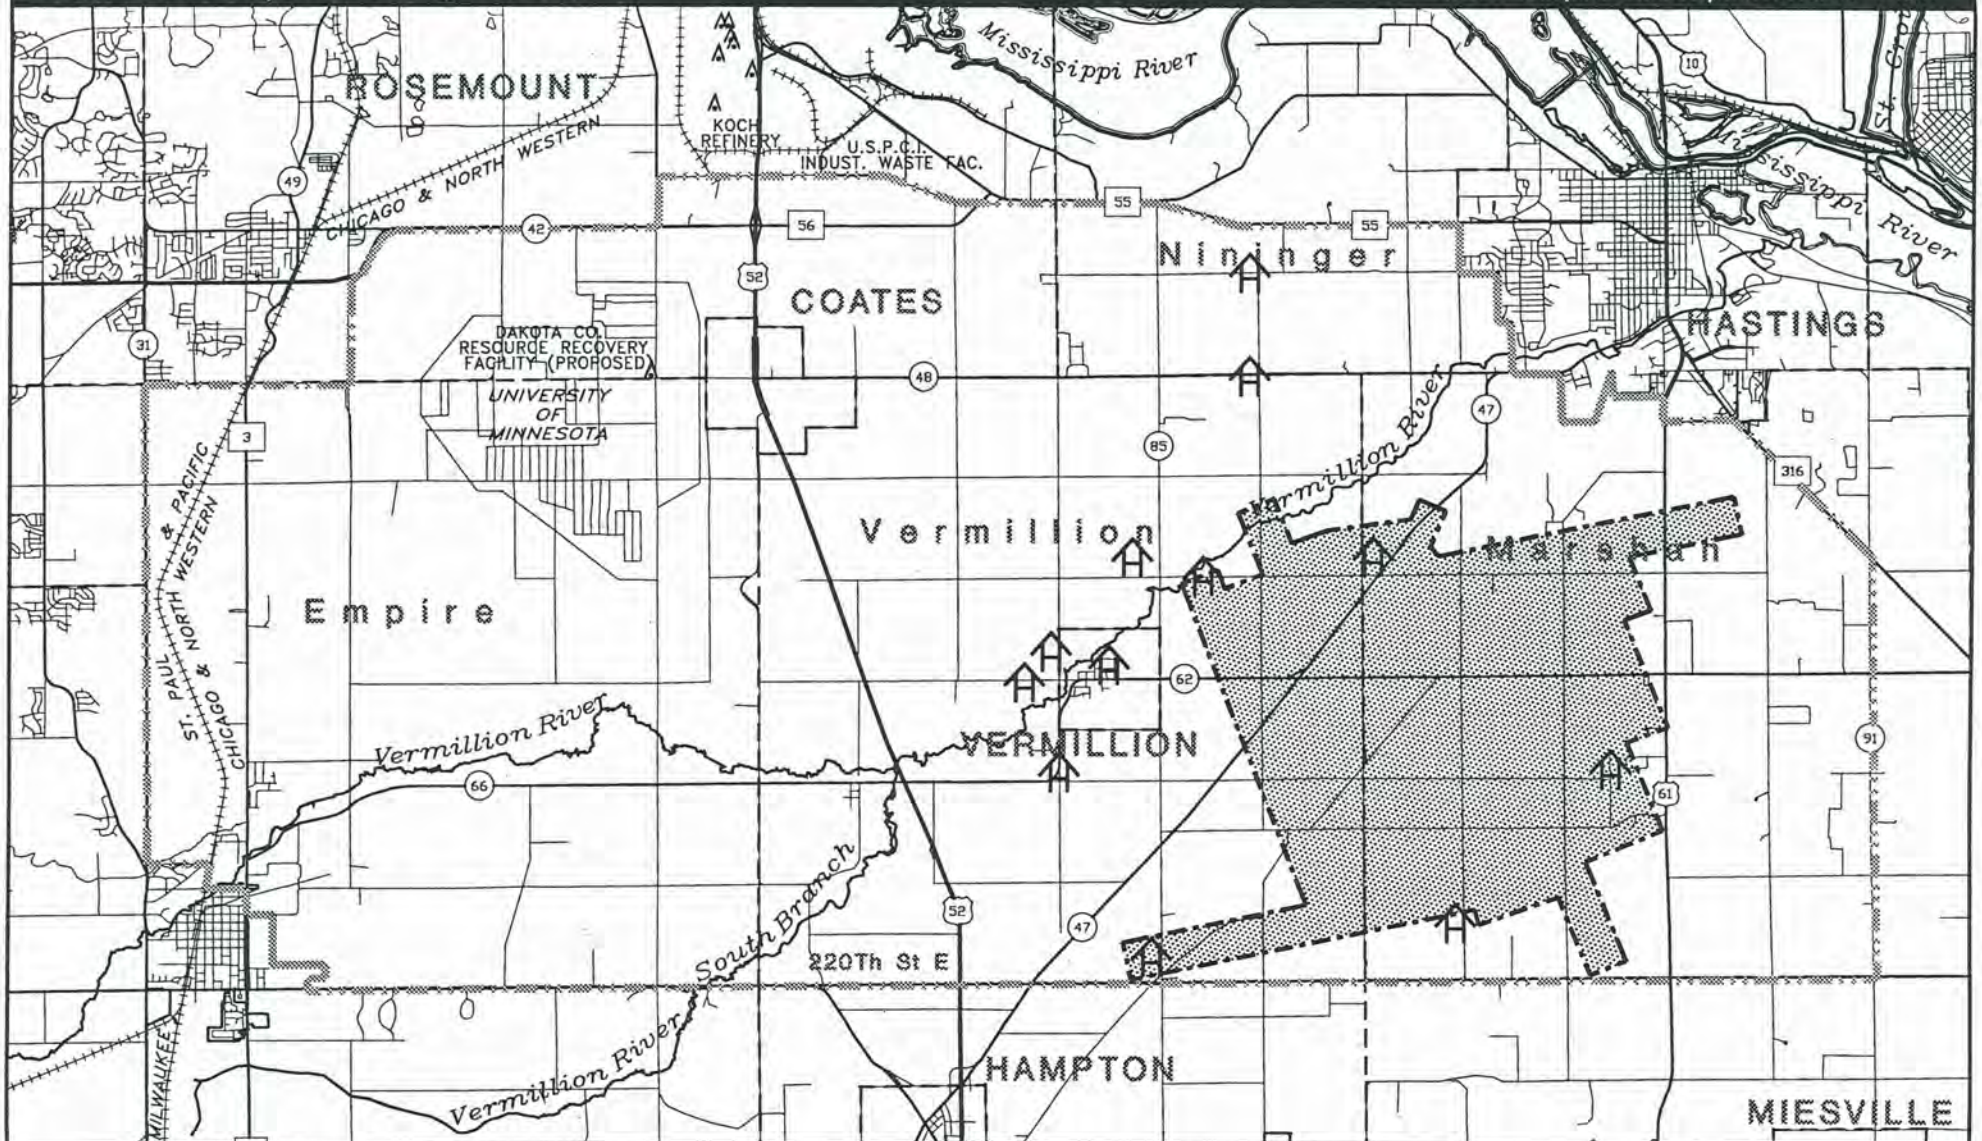 Mississippi River
10
St. Croix
ROSEMOUNT
KOCH
REFINERY
U.S.P.C.I.
INDUST. WASTE FAC.
CHICAGO & NORTH WESTERN
49
Mississippi River
42
56
55
55
Nininger
52
COATES
HASTINGS
31
DAKOTA CO.
RESOURCE RECOVERY
FACILITY (PROPOSED)
48
UNIVERSITY
OF
MINNESOTA
47
3
85
Vermillion River
316
ST. PAUL & PACIFIC
CHICAGO & NORTH WESTERN
Vermillion
Marshan
Empire
62
Vermillion River
VERMILLION
91
66
61
South Branch
52
47
220Th St E
Vermillion River
HAMPTON
MILWAUKEE
MIESVILLE